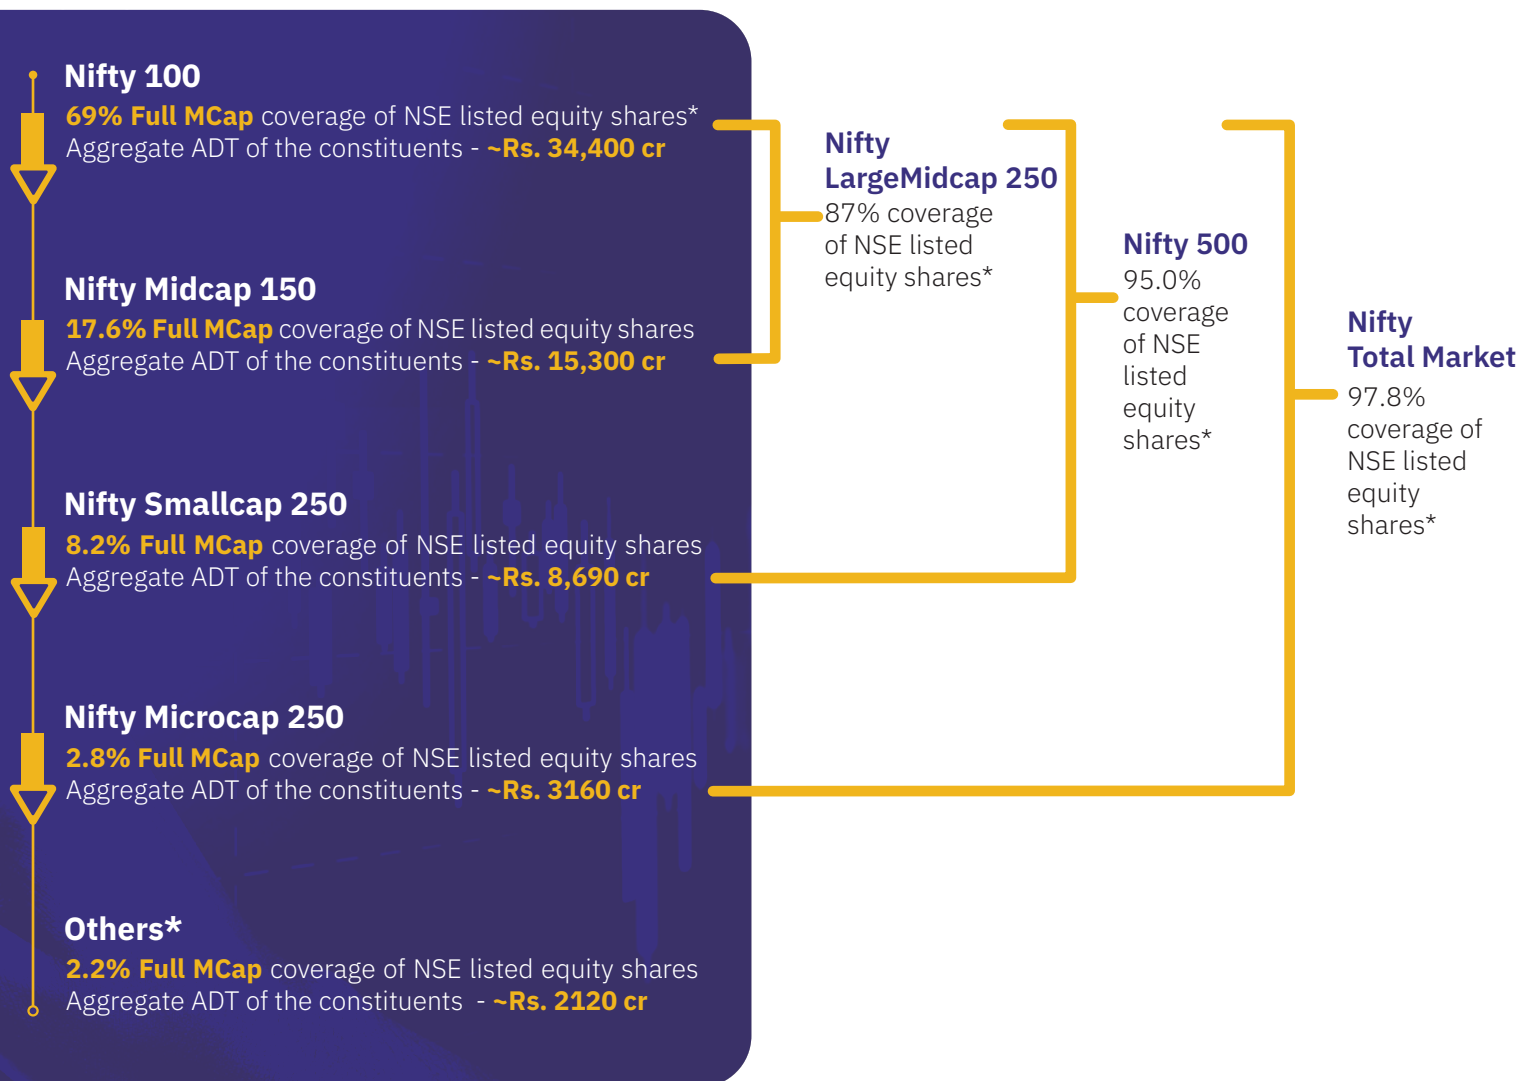 Nifty 100
69% Full MCap coverage of NSE listed equity shares*
Aggregate ADT of the constituents - ~Rs. 34,400 cr
Nifty Midcap 150
17.6% Full MCap coverage of NSE listed equity shares
Aggregate ADT of the constituents - ~Rs. 15,300 cr
Nifty Smallcap 250
8.2% Full MCap coverage of NSE listed equity shares
Aggregate ADT of the constituents - ~Rs. 8,690 cr
Nifty Microcap 250
2.8% Full MCap coverage of NSE listed equity shares
Aggregate ADT of the constituents - ~Rs. 3160 cr
Others*
2.2% Full MCap coverage of NSE listed equity shares
Aggregate ADT of the constituents - ~Rs. 2120 cr
Nifty
LargeMidcap 250
87% coverage
of NSE listed
equity shares*
Nifty 500
95.0%
coverage
of NSE
listed
equity
shares*
Nifty
Total Market
97.8%
coverage of
NSE listed
equity
shares*